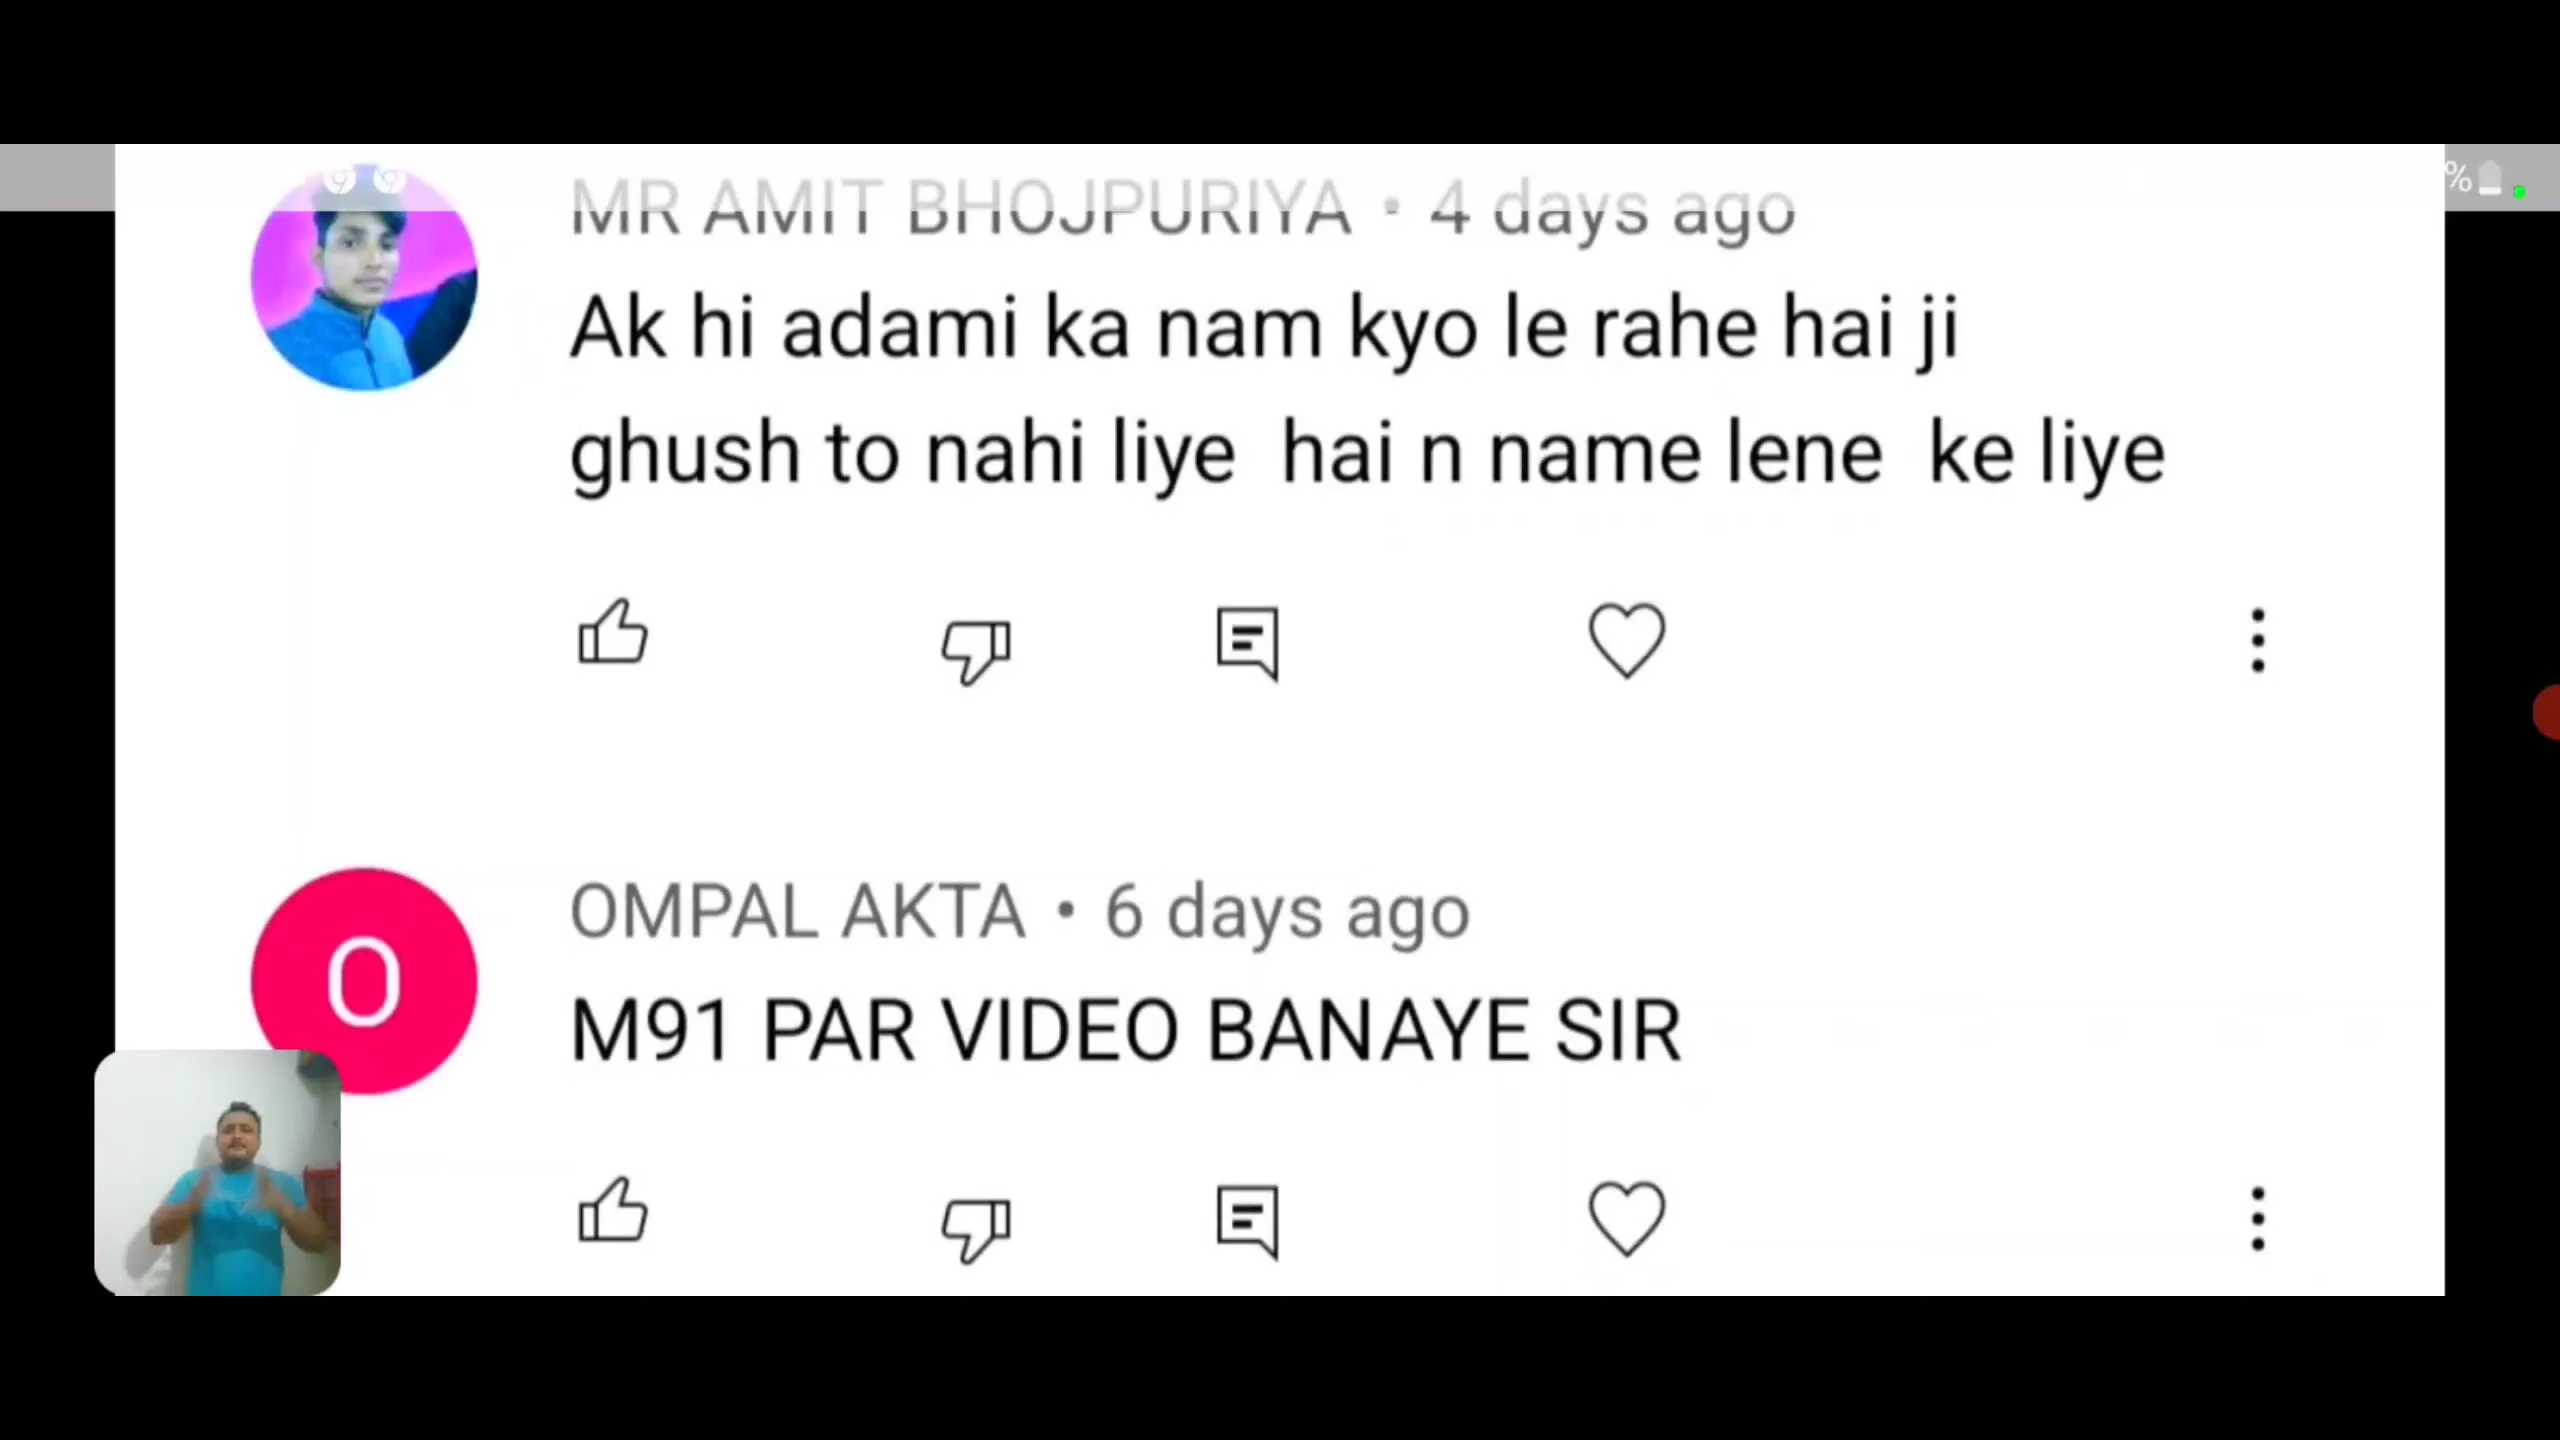 %
MR AMIT BHOJPURIYA • 4 days ago
Ak hi adami ka nam kyo le rahe hai ji
ghush to nahi liye  hai n name lene  ke liye
O
OMPAL AKTA • 6 days ago
M91 PAR VIDEO BANAYE SIR